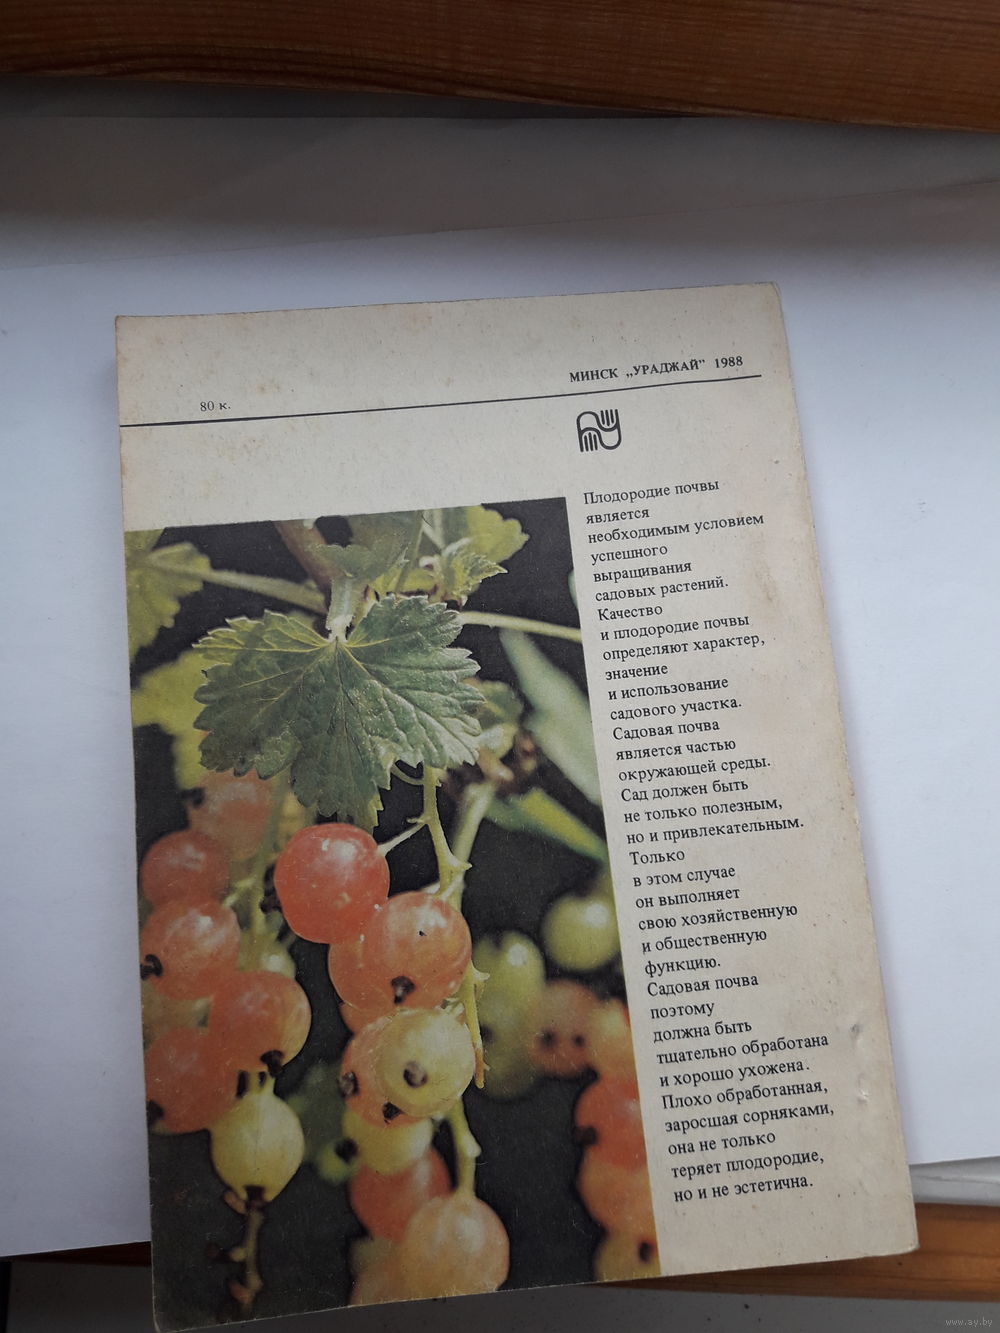 80 к.
МИНСК „УРАДЖАЙ” 1988
Плодородие почвы
является
необходимым условием
успешного
выращивания
садовых растений.
Качество
и плодородие почвы
определяют характер,
значение
и использование
садового участка.
Садовая почва
является частью
окружающей среды.
Сад должен быть
не только полезным,
но и привлекательным.
Только
в этом случае
он выполняет
свою хозяйственную
и общественную
функцию.
Садовая почва
поэтому
должна быть
тщательно обработана
и хорошо ухожена.
Плохо обработанная,
заросшая сорняками,
она не только
теряет плодородие,
но и не эстетична.
www.ay.by